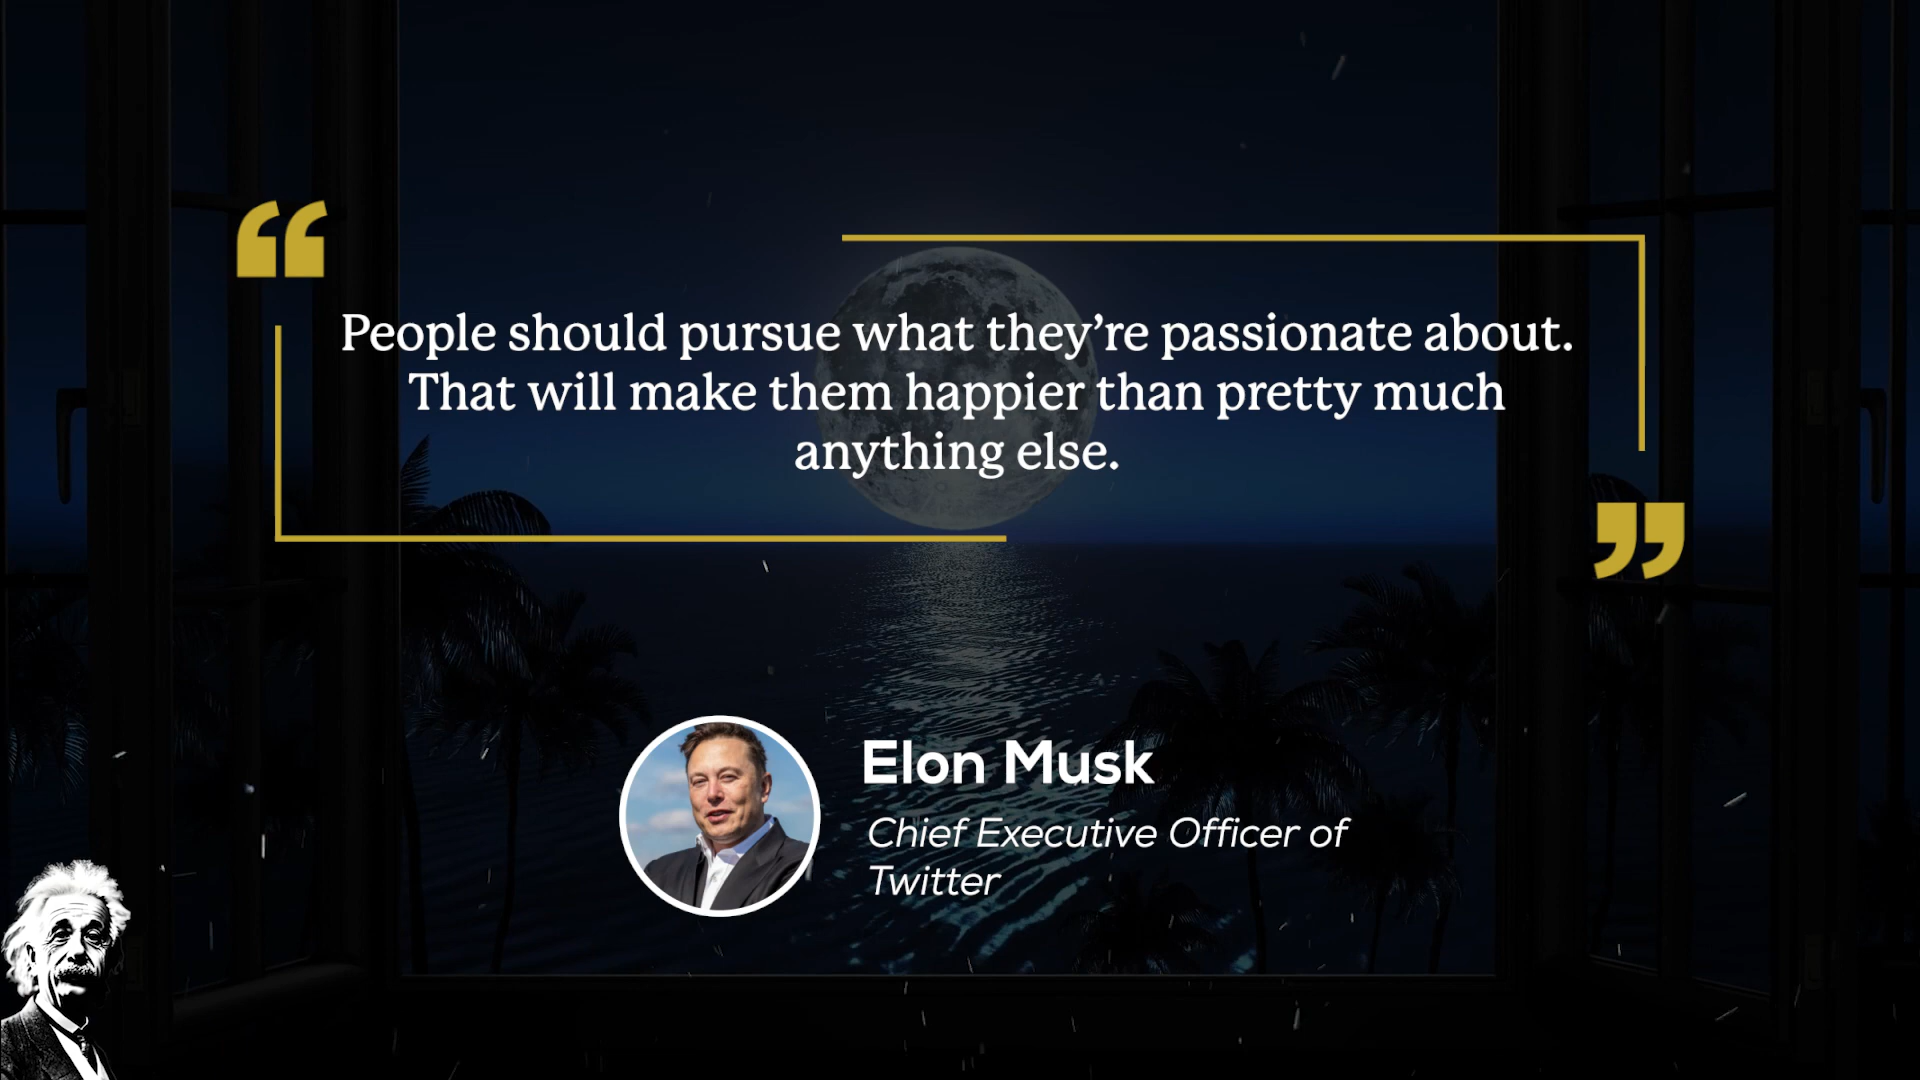 “
People should pursue what they’re passionate about.
That will make them happier than pretty much
anything else.
”
Elon Musk
Chief Executive Officer of
Twitter